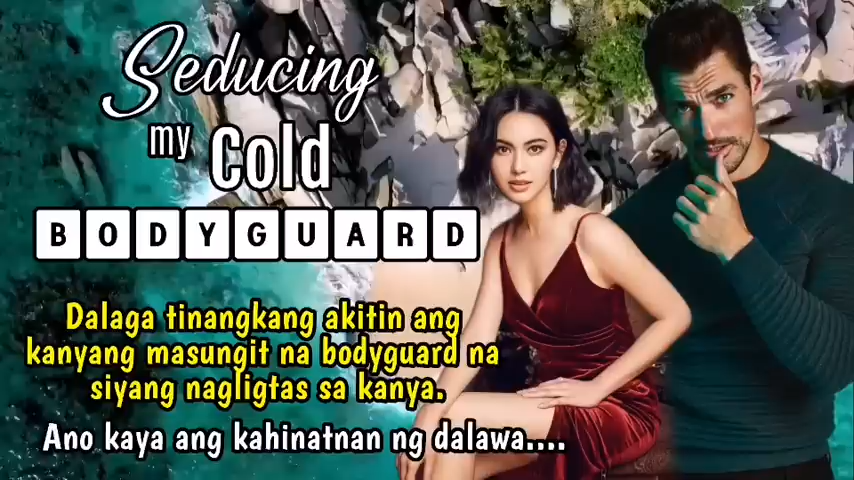 Seducing
my Cold
BODYGUARD
Dalaga tinangkang akitin ang
kanyang masungit na bodyguard na
siyang nagligtas sa kanya.
Ano kaya ang kahinatnan ng dalawa....